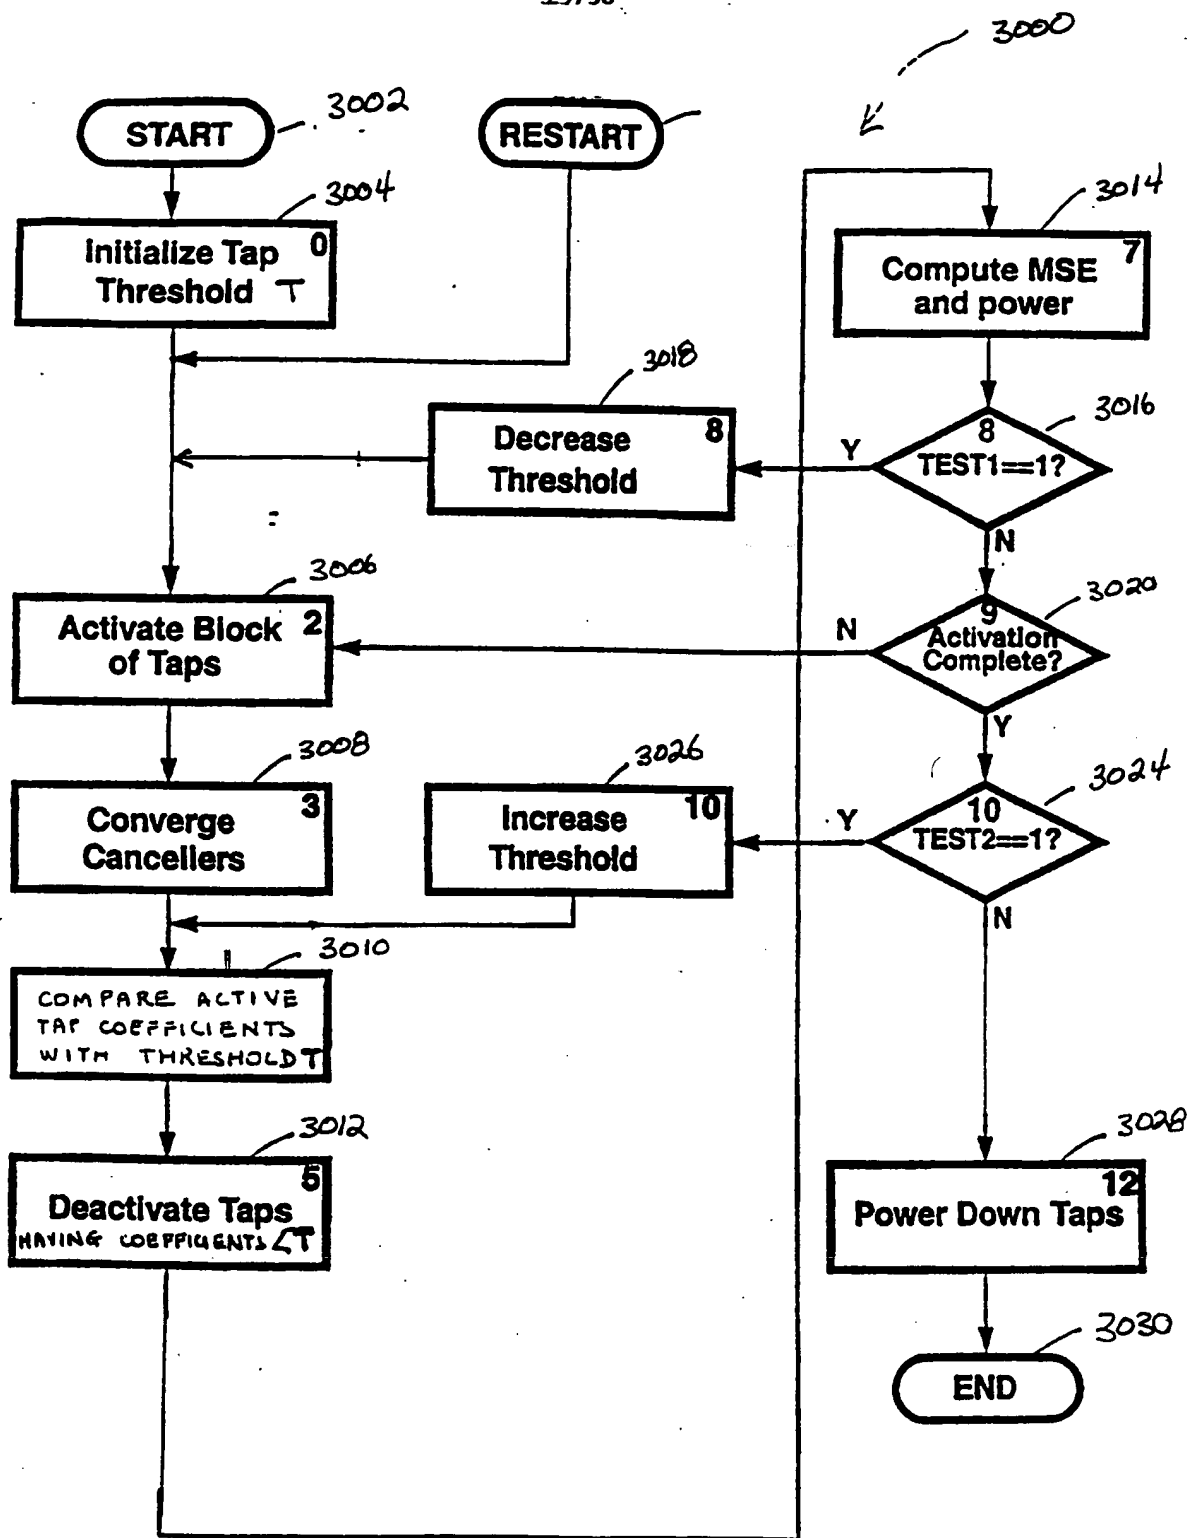 3000
START
3002
RESTART
3004
Initialize Tap
Threshold T
0
3014
Compute MSE
and power
7
3018
Decrease
Threshold
8
3016
8
TEST1==1?
Y
N
3006
Activate Block
of Taps
2
3020
9
Activation
Complete?
N
Y
3008
Converge
Cancellers
3
3026
Increase
Threshold
10
3024
10
TEST2==1?
Y
N
3010
COMPARE ACTIVE
TAP COEFFICIENTS
WITH THRESHOLD T
3012
5
Deactivate Taps
HAVING COEFFICIENTS <T
3028
12
Power Down Taps
3030
END